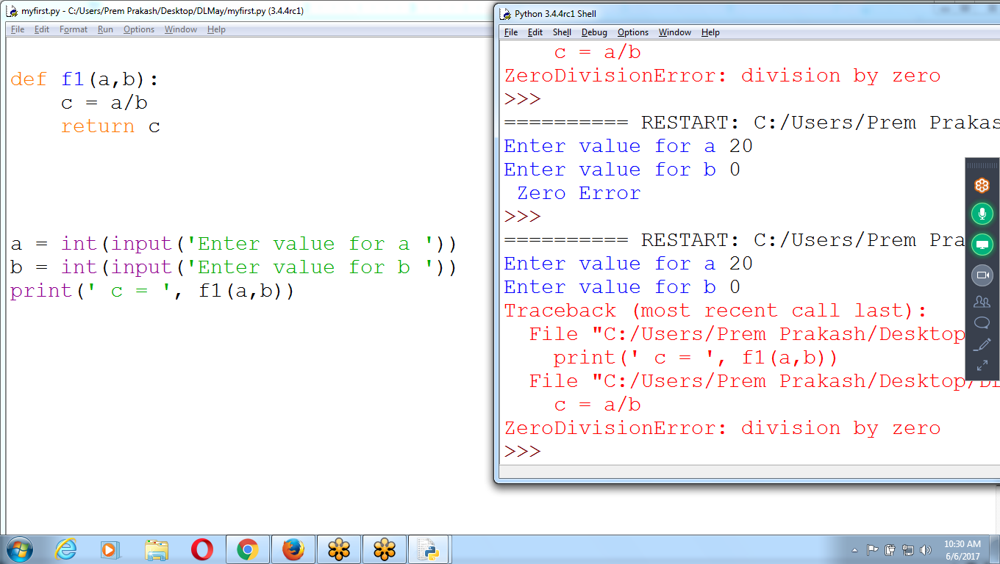 myfirst.py - C:/Users/Prem Prakash/Desktop/DLMay/myfirst.py (3.4.4rc1)
File Edit Format Run Options Window Help
def f1(a,b):
    c = a/b
    return c
a = int(input('Enter value for a '))
b = int(input('Enter value for b '))
print(' c = ', f1(a,b))
Python 3.4.4rc1 Shell
File Edit Shell Debug Options Window Help
    c = a/b
ZeroDivisionError: division by zero
>>>
========== RESTART: C:/Users/Prem Prakas
Enter value for a 20
Enter value for b 0
 Zero Error
>>>
========== RESTART: C:/Users/Prem Pra
Enter value for a 20
Enter value for b 0
Traceback (most recent call last):
  File "C:/Users/Prem Prakash/Desktop
    print(' c = ', f1(a,b))
  File "C:/Users/Prem Prakash/Desktop/DL
    c = a/b
ZeroDivisionError: division by zero
>>>
10:30 AM
6/6/2017